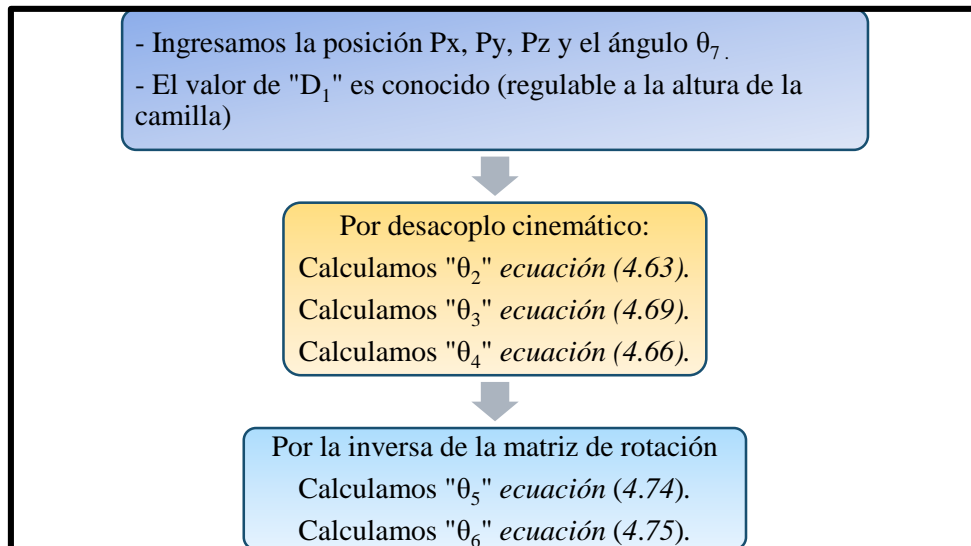 - Ingresamos la posición Px, Py, Pz y el ángulo θ₇.
- El valor de "D₁" es conocido (regulable a la altura de la
camilla)
Por desacoplo cinemático:
Calculamos "θ₂" ecuación (4.63).
Calculamos "θ₃" ecuación (4.69).
Calculamos "θ₄" ecuación (4.66).
Por la inversa de la matriz de rotación
Calculamos "θ₅" ecuación (4.74).
Calculamos "θ₆" ecuación (4.75).